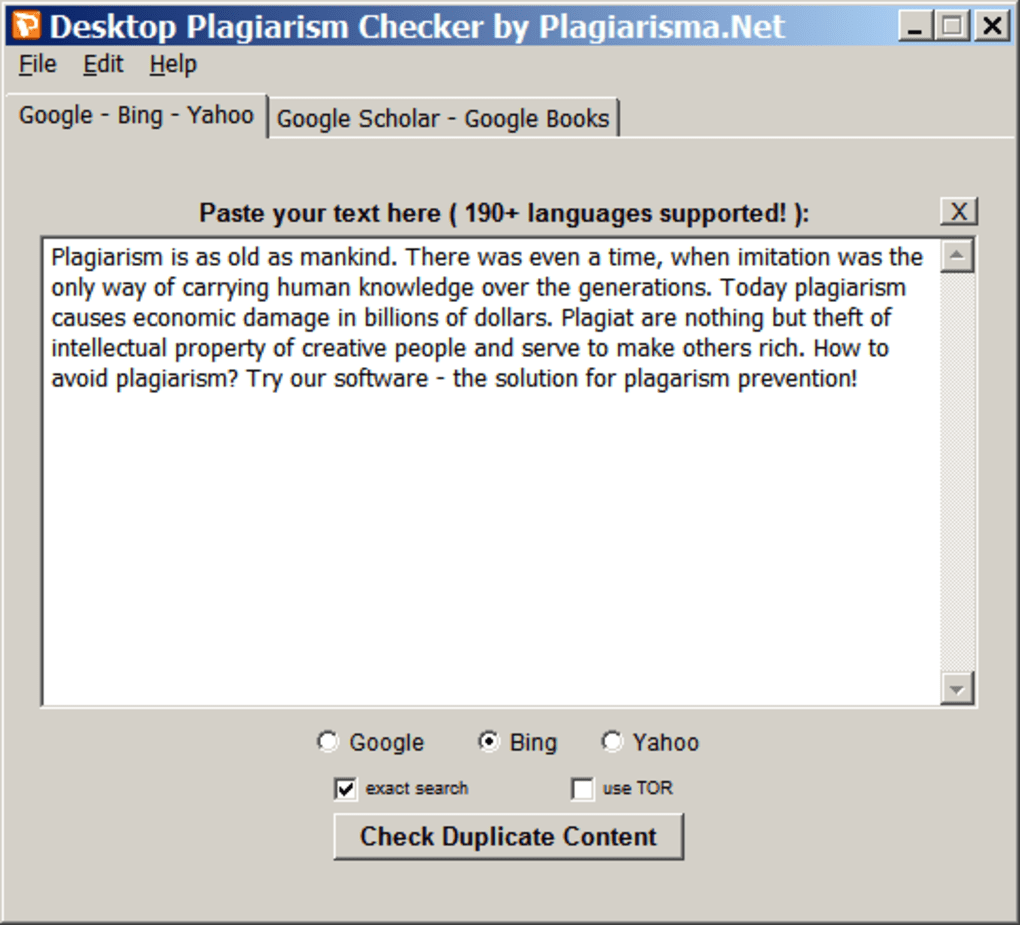 Desktop Plagiarism Checker by Plagiarisma.Net
File Edit Help
Google - Bing - Yahoo Google Scholar - Google Books
Paste your text here ( 190+ languages supported! ): X
Plagiarism is as old as mankind. There was even a time, when imitation was the
only way of carrying human knowledge over the generations. Today plagiarism
causes economic damage in billions of dollars. Plagiat are nothing but theft of
intellectual property of creative people and serve to make others rich. How to
avoid plagiarism? Try our software - the solution for plagarism prevention!
Google Bing Yahoo
exact search use TOR
Check Duplicate Content